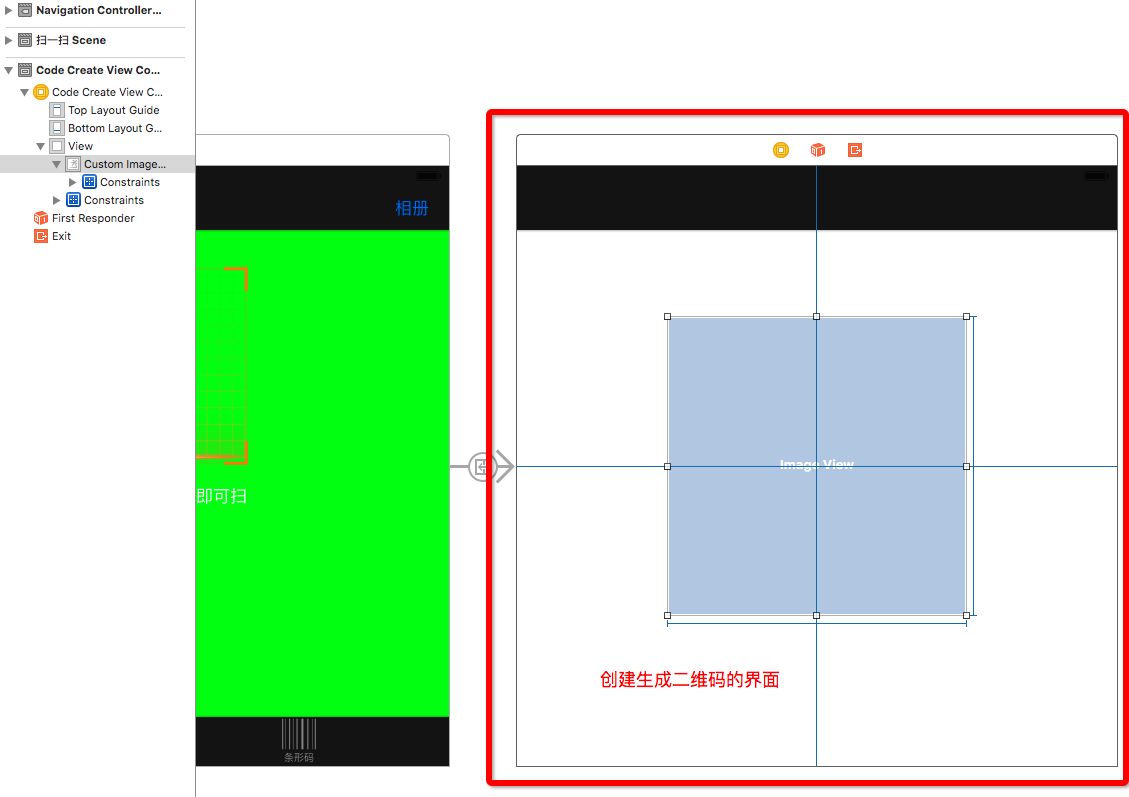 Navigation Controller...
扫一扫 Scene
Code Create View Co...
Code Create View C...
Top Layout Guide
Bottom Layout G...
View
Custom Image...
Constraints
Constraints
First Responder
Exit
相册
即可扫
条形码
Image View
创建生成二维码的界面